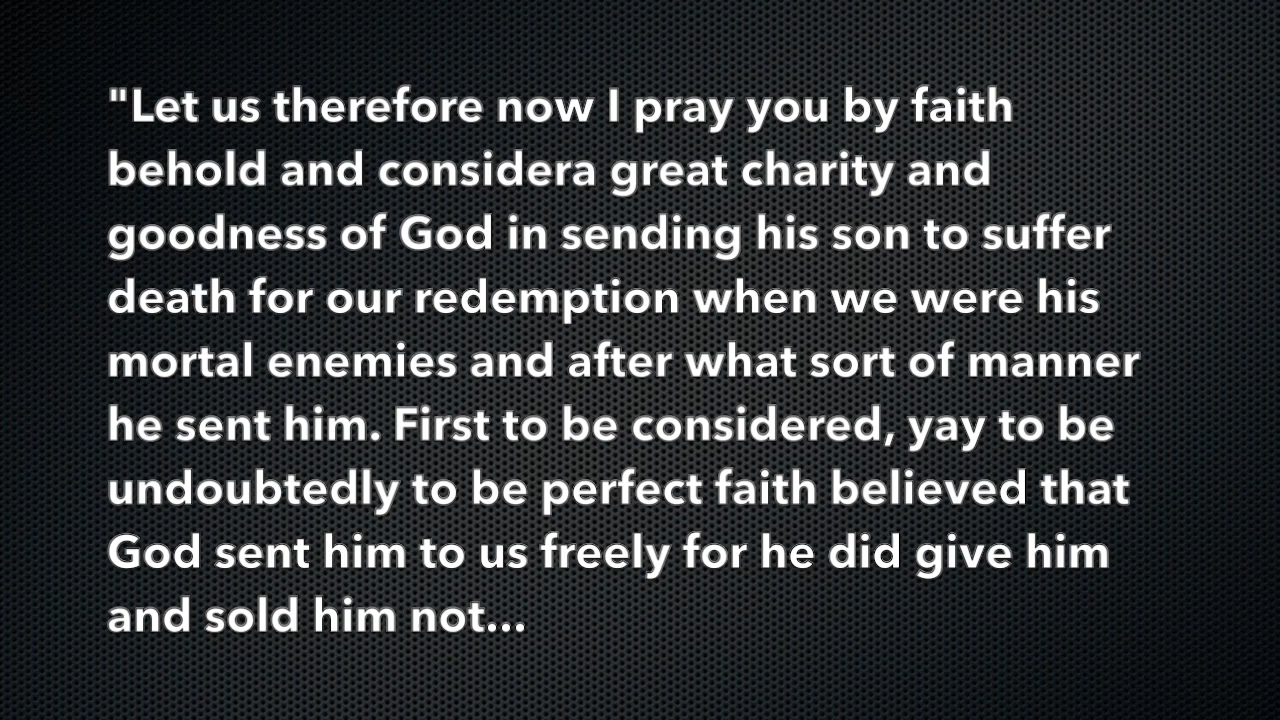 "Let us therefore now I pray you by faith
behold and considera great charity and
goodness of God in sending his son to suffer
death for our redemption when we were his
mortal enemies and after what sort of manner
he sent him. First to be considered, yay to be
undoubtedly to be perfect faith believed that
God sent him to us freely for he did give him
and sold him not...